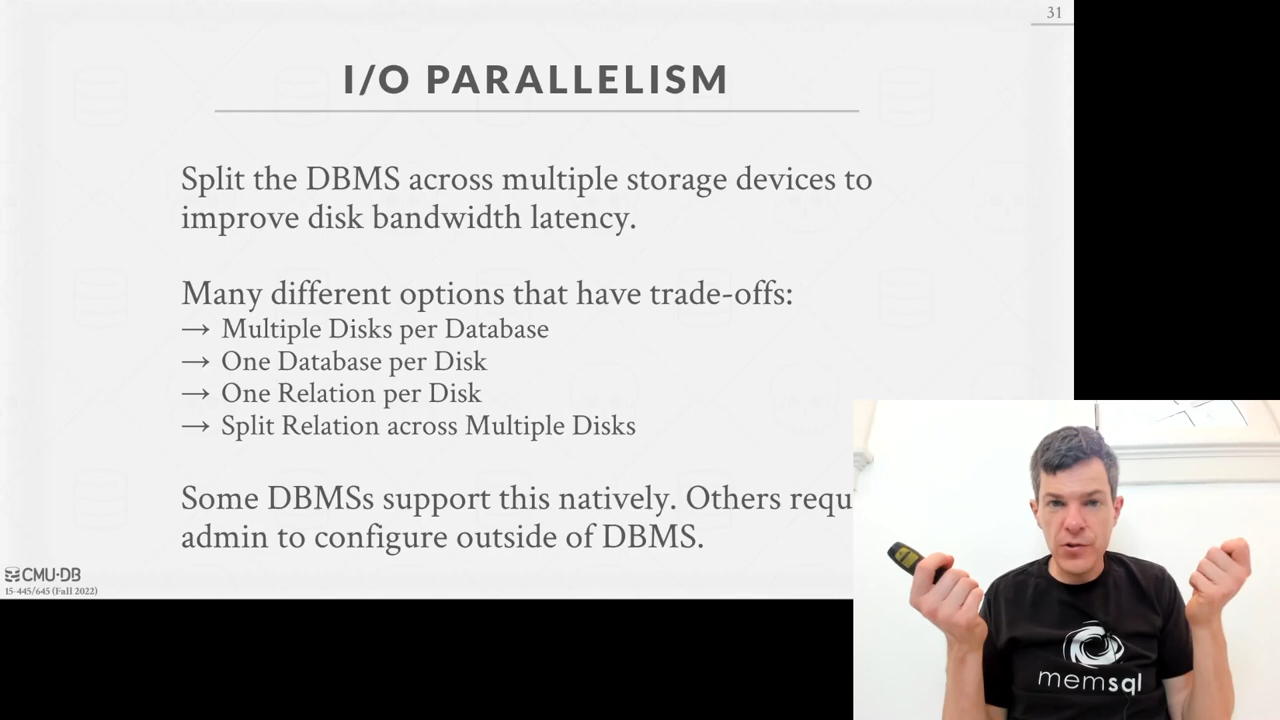 31
I/O PARALLELISM
Split the DBMS across multiple storage devices to
improve disk bandwidth latency.
Many different options that have trade-offs:
→ Multiple Disks per Database
→ One Database per Disk
→ One Relation per Disk
→ Split Relation across Multiple Disks
Some DBMSs support this natively. Others requ
admin to configure outside of DBMS.
CMU·DB
15-445/645 (Fall 2022)
memsql